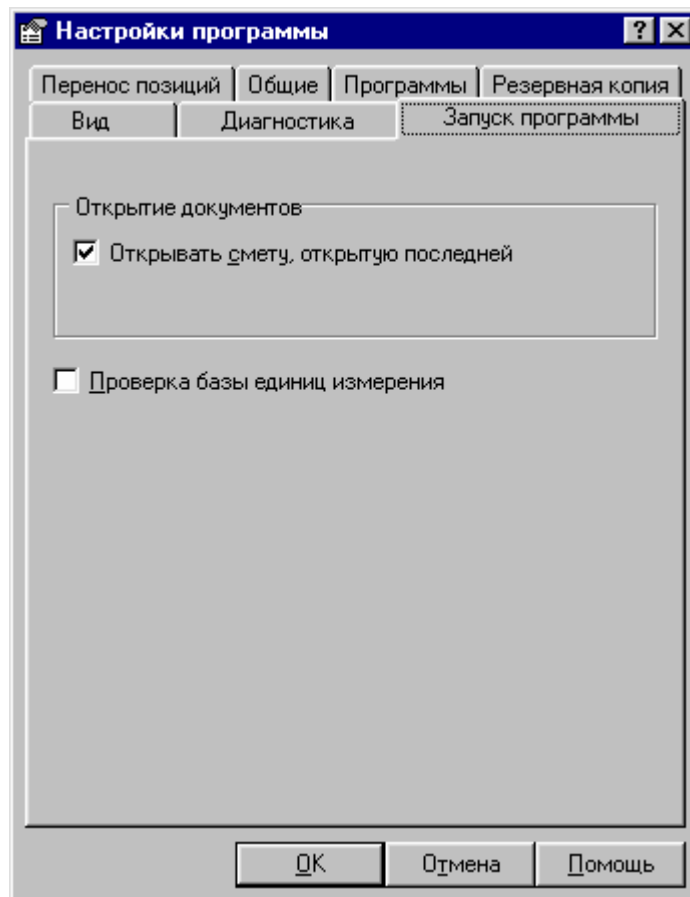 Настройки программы
Перенос позиций Общие Программы Резервная копия
Вид Диагностика Запуск программы
Открытие документов
Открывать смету, открытую последней
Проверка базы единиц измерения
OK Отмена Помощь